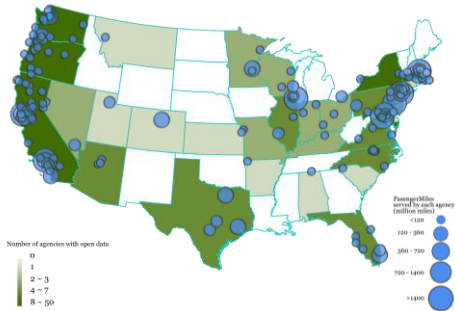 PasengerMiles
served by each agency
(million miles)
<120
120 - 360
360 - 720
720 - 1400
>1400
Number of agencies with open data
0
1
2 ~ 3
4 ~ 7
8 ~ 50